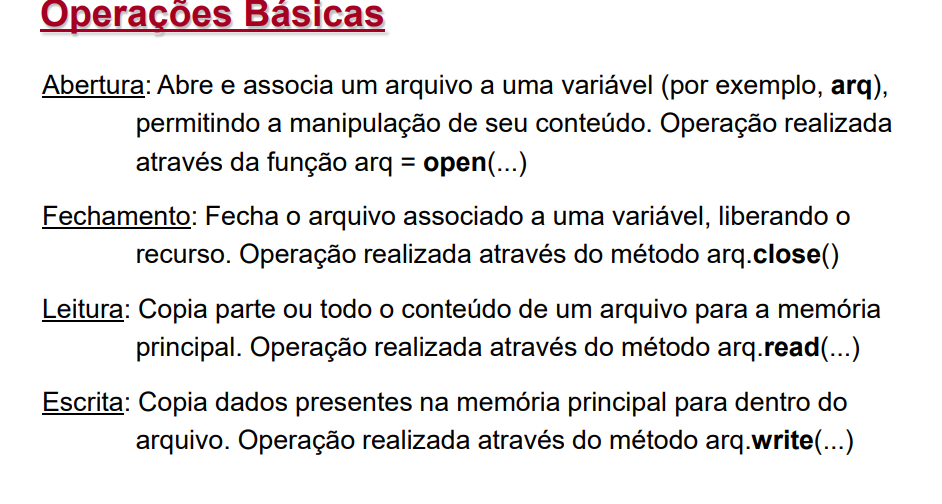 Operações Básicas
Abertura: Abre e associa um arquivo a uma variável (por exemplo, arq),
permitindo a manipulação de seu conteúdo. Operação realizada
através da função arq = open(...)
Fechamento: Fecha o arquivo associado a uma variável, liberando o
recurso. Operação realizada através do método arq.close()
Leitura: Copia parte ou todo o conteúdo de um arquivo para a memória
principal. Operação realizada através do método arq.read(...)
Escrita: Copia dados presentes na memória principal para dentro do
arquivo. Operação realizada através do método arq.write(...)